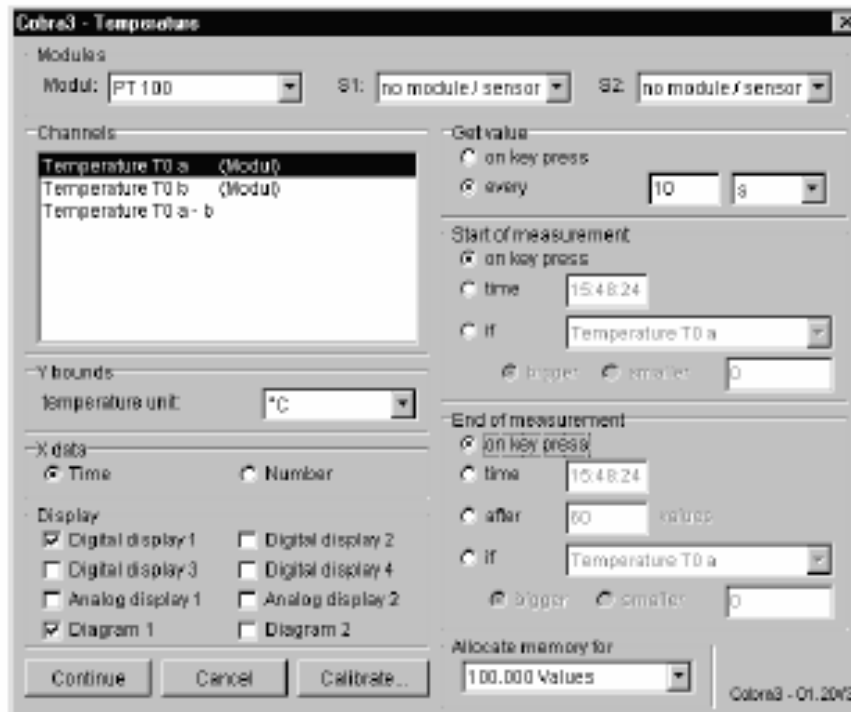 Cobra3 - Temperature
Modules
Modul: PT 100 S1: no module / sensor S2: no module / sensor
Channels
Temperature T0 a (Modul)
Temperature T0 b (Modul)
Temperature T0 a - b
Get value
on key press
every 10 s
Start of measurement
on key press
time 15:48:24
if Temperature T0 a
bigger smaller 0
Y bounds
temperature unit: °C
X data
Time Number
End of measurement
on key press
time 15:48:24
after 60 values
if Temperature T0 a
bigger smaller 0
Display
Digital display 1 Digital display 2
Digital display 3 Digital display 4
Analog display 1 Analog display 2
Diagram 1 Diagram 2
Allocate memory for
100.000 Values
Continue Cancel Calibrate...
Cobra3 -